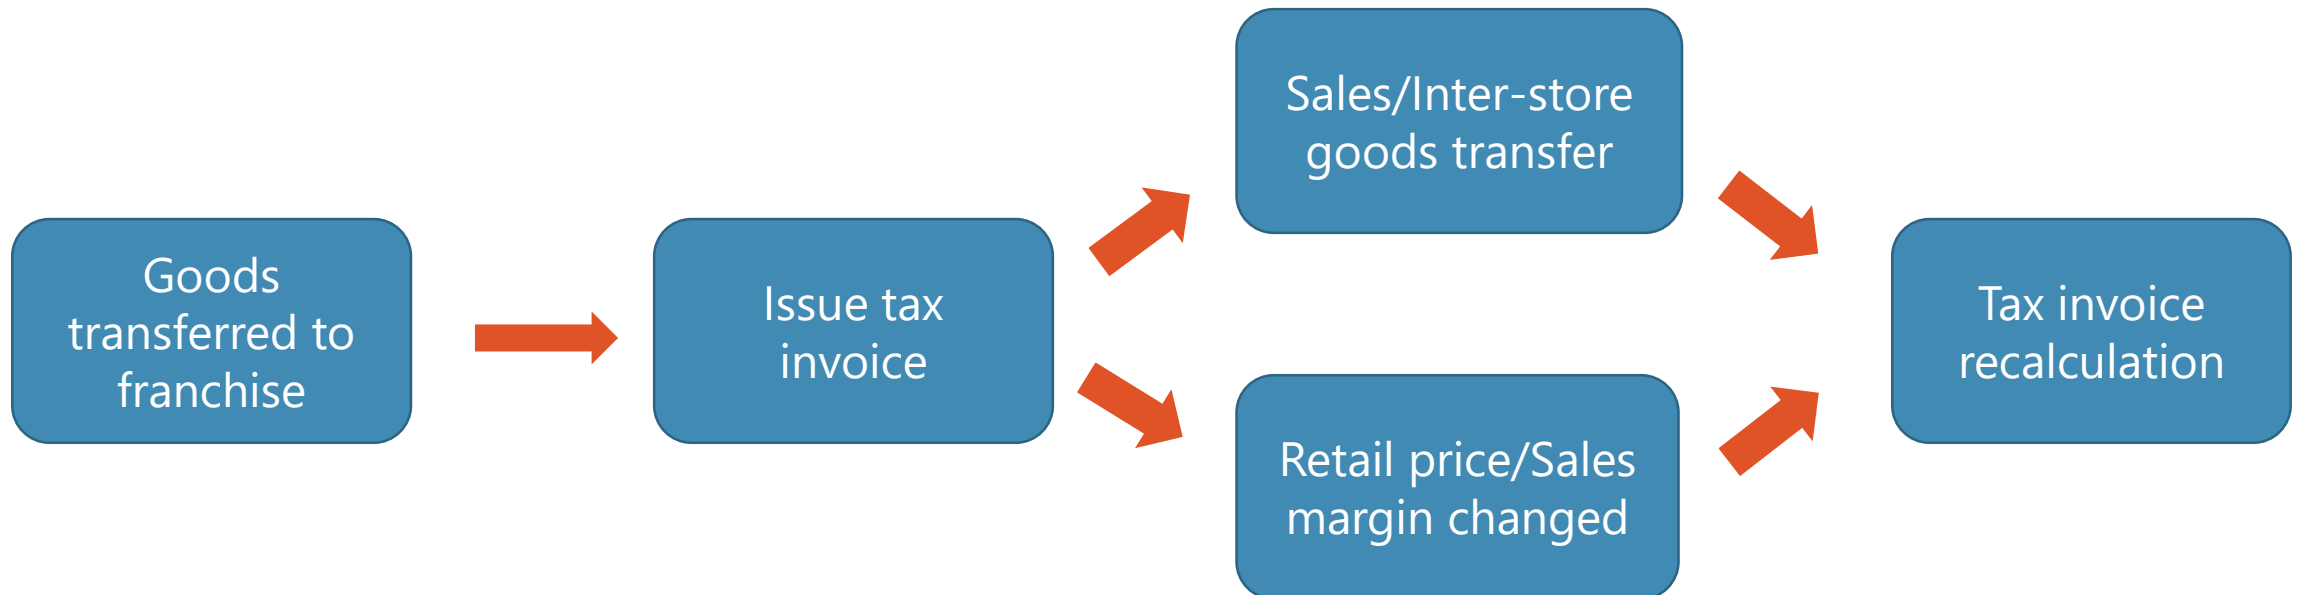 Goods
transferred to
franchise
Issue tax
invoice
Sales/Inter-store
goods transfer
Retail price/Sales
margin changed
Tax invoice
recalculation